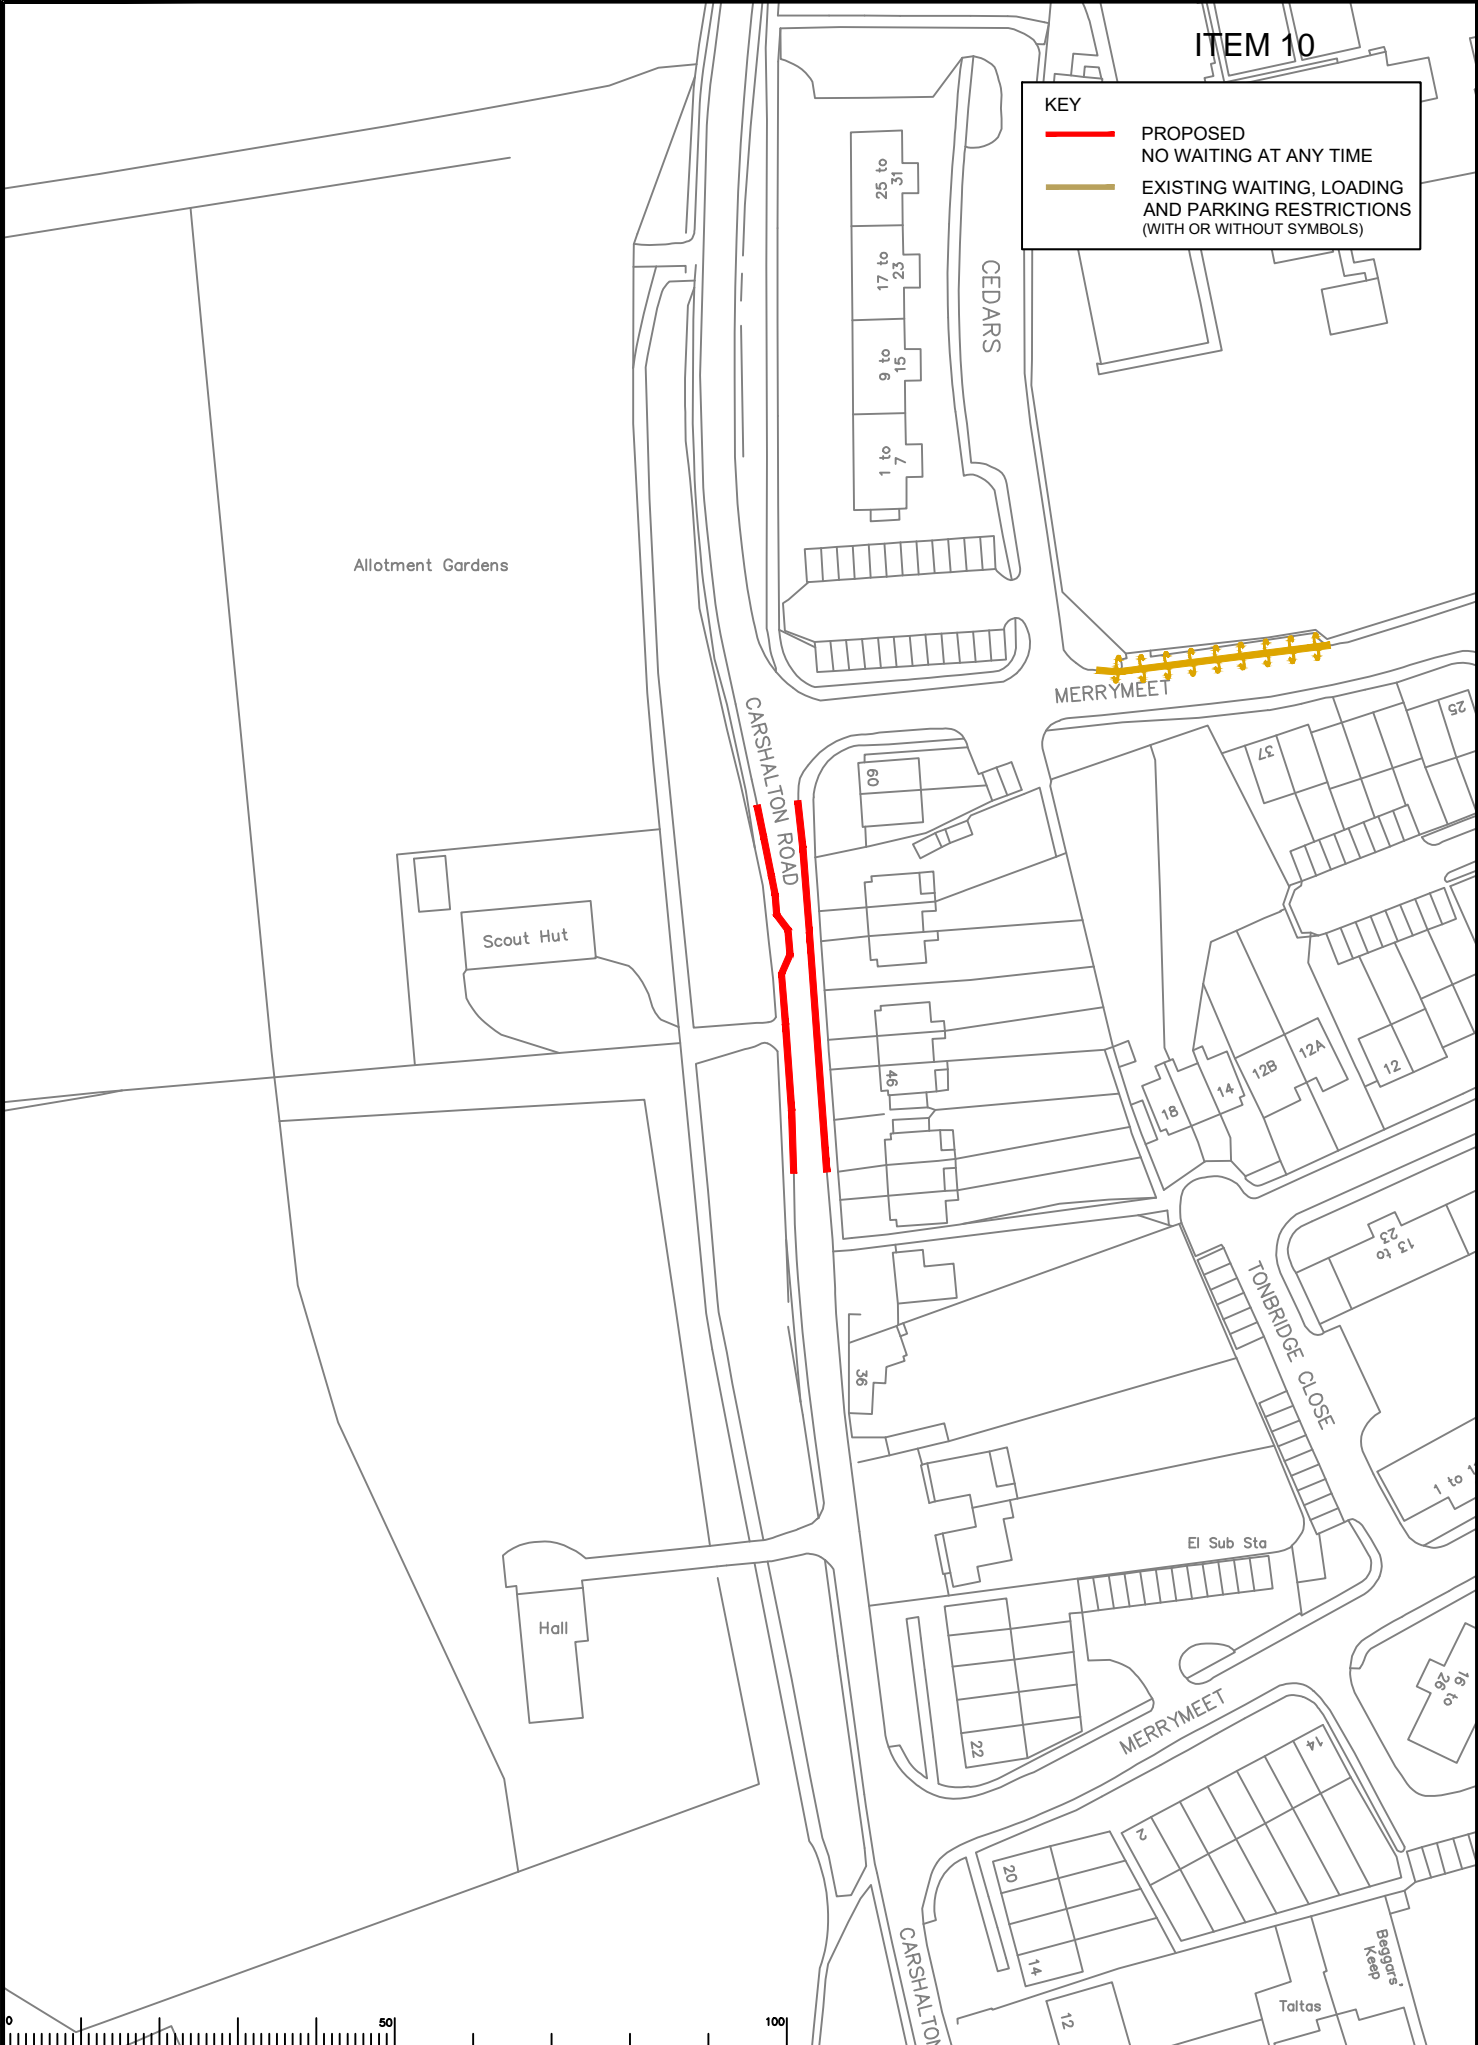 ITEM 10
KEY
PROPOSED
NO WAITING AT ANY TIME
EXISTING WAITING, LOADING
AND PARKING RESTRICTIONS
(WITH OR WITHOUT SYMBOLS)
25 to
31
17 to
23
CEDARS
9 to
15
1 to
7
Allotment Gardens
MERRYMEET
CARSHALTON ROAD
25
37
60
Scout Hut
46
12A
12B
12
14
18
13 to
23
TONBRIDGE CLOSE
36
1 to 1
El Sub Sta
Hall
16
to
26
MERRYMEET
22
14
2
20
14
CARSHALTON
Beggars'
Keep
Taltas
12
0
50
100